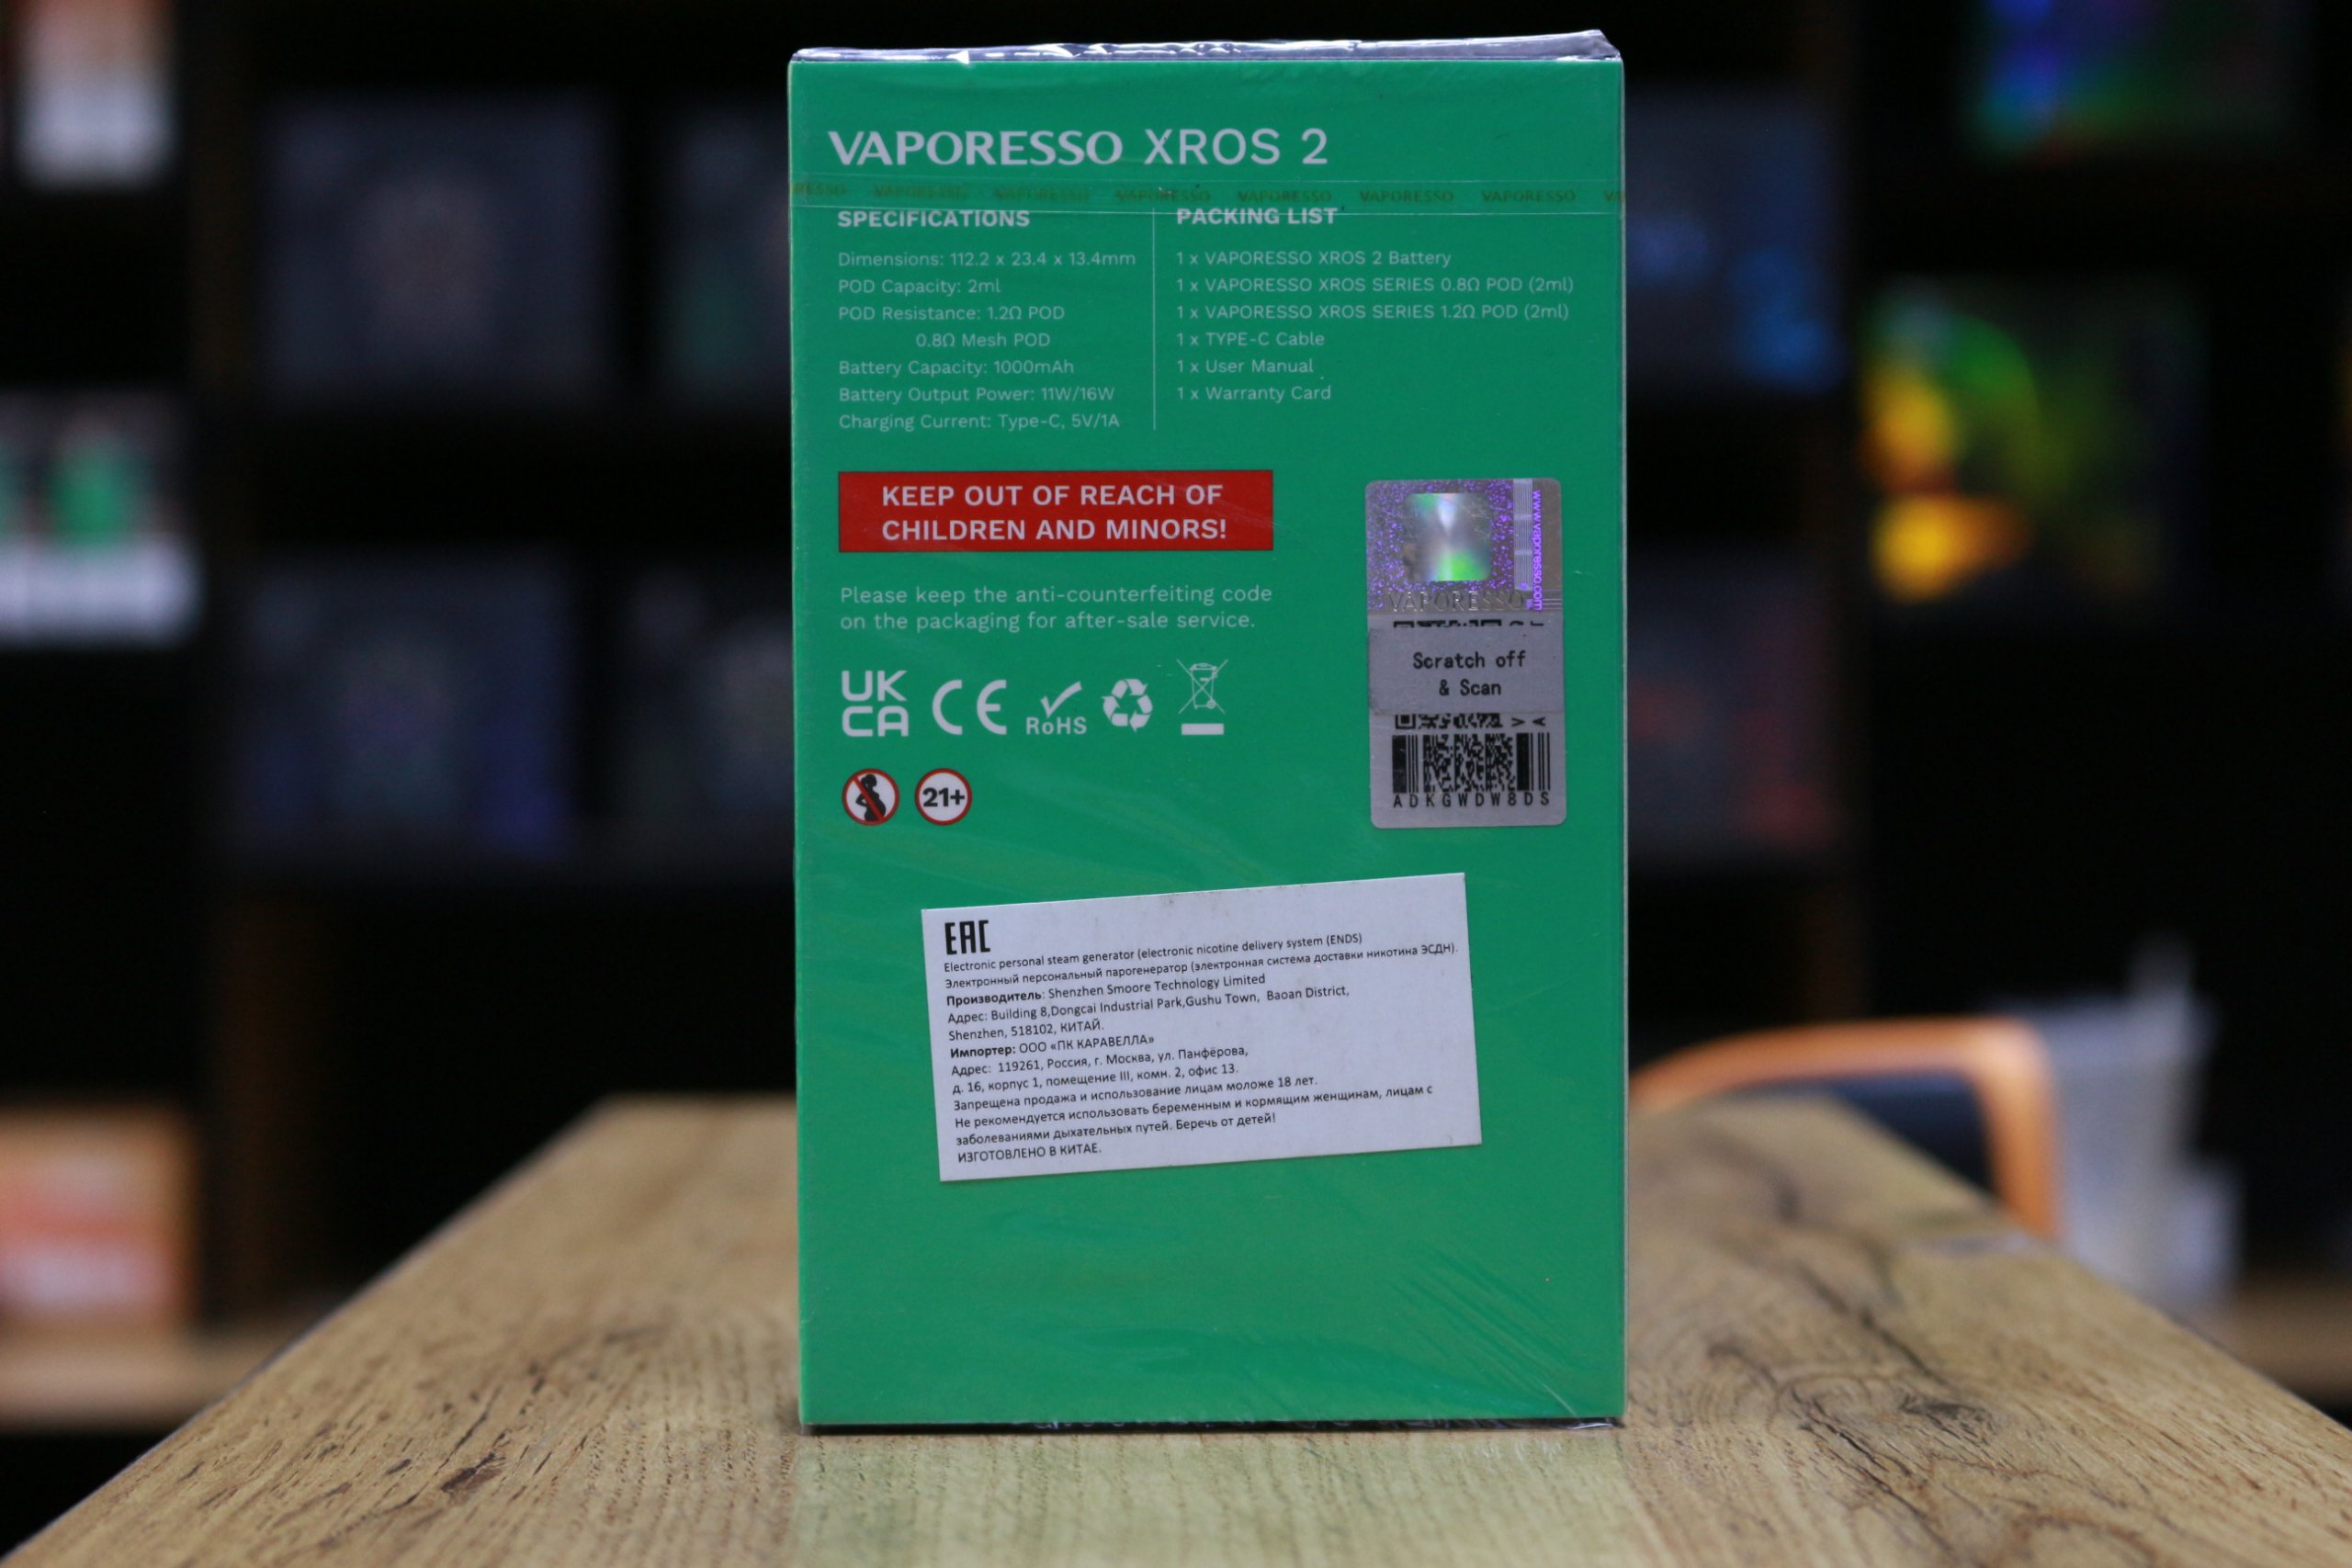 VAPORESSO XROS 2
VAPORESSO VAPORESSO VAPORESSO VAPORESSO VAPORESSO VAPORESSO
SPECIFICATIONS
Dimensions: 112.2 x 23.4 x 13.4mm
POD Capacity: 2ml
POD Resistance: 1.2Ω POD
0.8Ω Mesh POD
Battery Capacity: 1000mAh
Battery Output Power: 11W/16W
Charging Current: Type-C, 5V/1A
PACKING LIST
1 x VAPORESSO XROS 2 Battery
1 x VAPORESSO XROS SERIES 0.8Ω POD (2ml)
1 x VAPORESSO XROS SERIES 1.2Ω POD (2ml)
1 x TYPE-C Cable
1 x User Manual
1 x Warranty Card
KEEP OUT OF REACH OF
CHILDREN AND MINORS!
Please keep the anti-counterfeiting code
on the packaging for after-sale service.
UK
CA
CE
RoHS
21+
www.vaporesso.com
VAPORESSO
Scratch off
& Scan
ADKGWDW8DS
EAC
Electronic personal steam generator (electronic nicotine delivery system (ENDS)
Электронный персональный парогенератор (электронная система доставки никотина ЭСДН).
Производитель: Shenzhen Smoore Technology Limited
Адрес: Building 8,Dongcai Industrial Park,Gushu Town, Baoan District,
Shenzhen, 518102, КИТАЙ.
Импортер: ООО «ПК КАРАВЕЛЛА»
Адрес: 119261, Россия, г. Москва, ул. Панфёрова,
д. 16, корпус 1, помещение III, комн. 2, офис 13.
Запрещена продажа и использование лицам моложе 18 лет.
Не рекомендуется использовать беременным и кормящим женщинам, лицам с
заболеваниями дыхательных путей. Беречь от детей!
ИЗГОТОВЛЕНО В КИТАЕ.